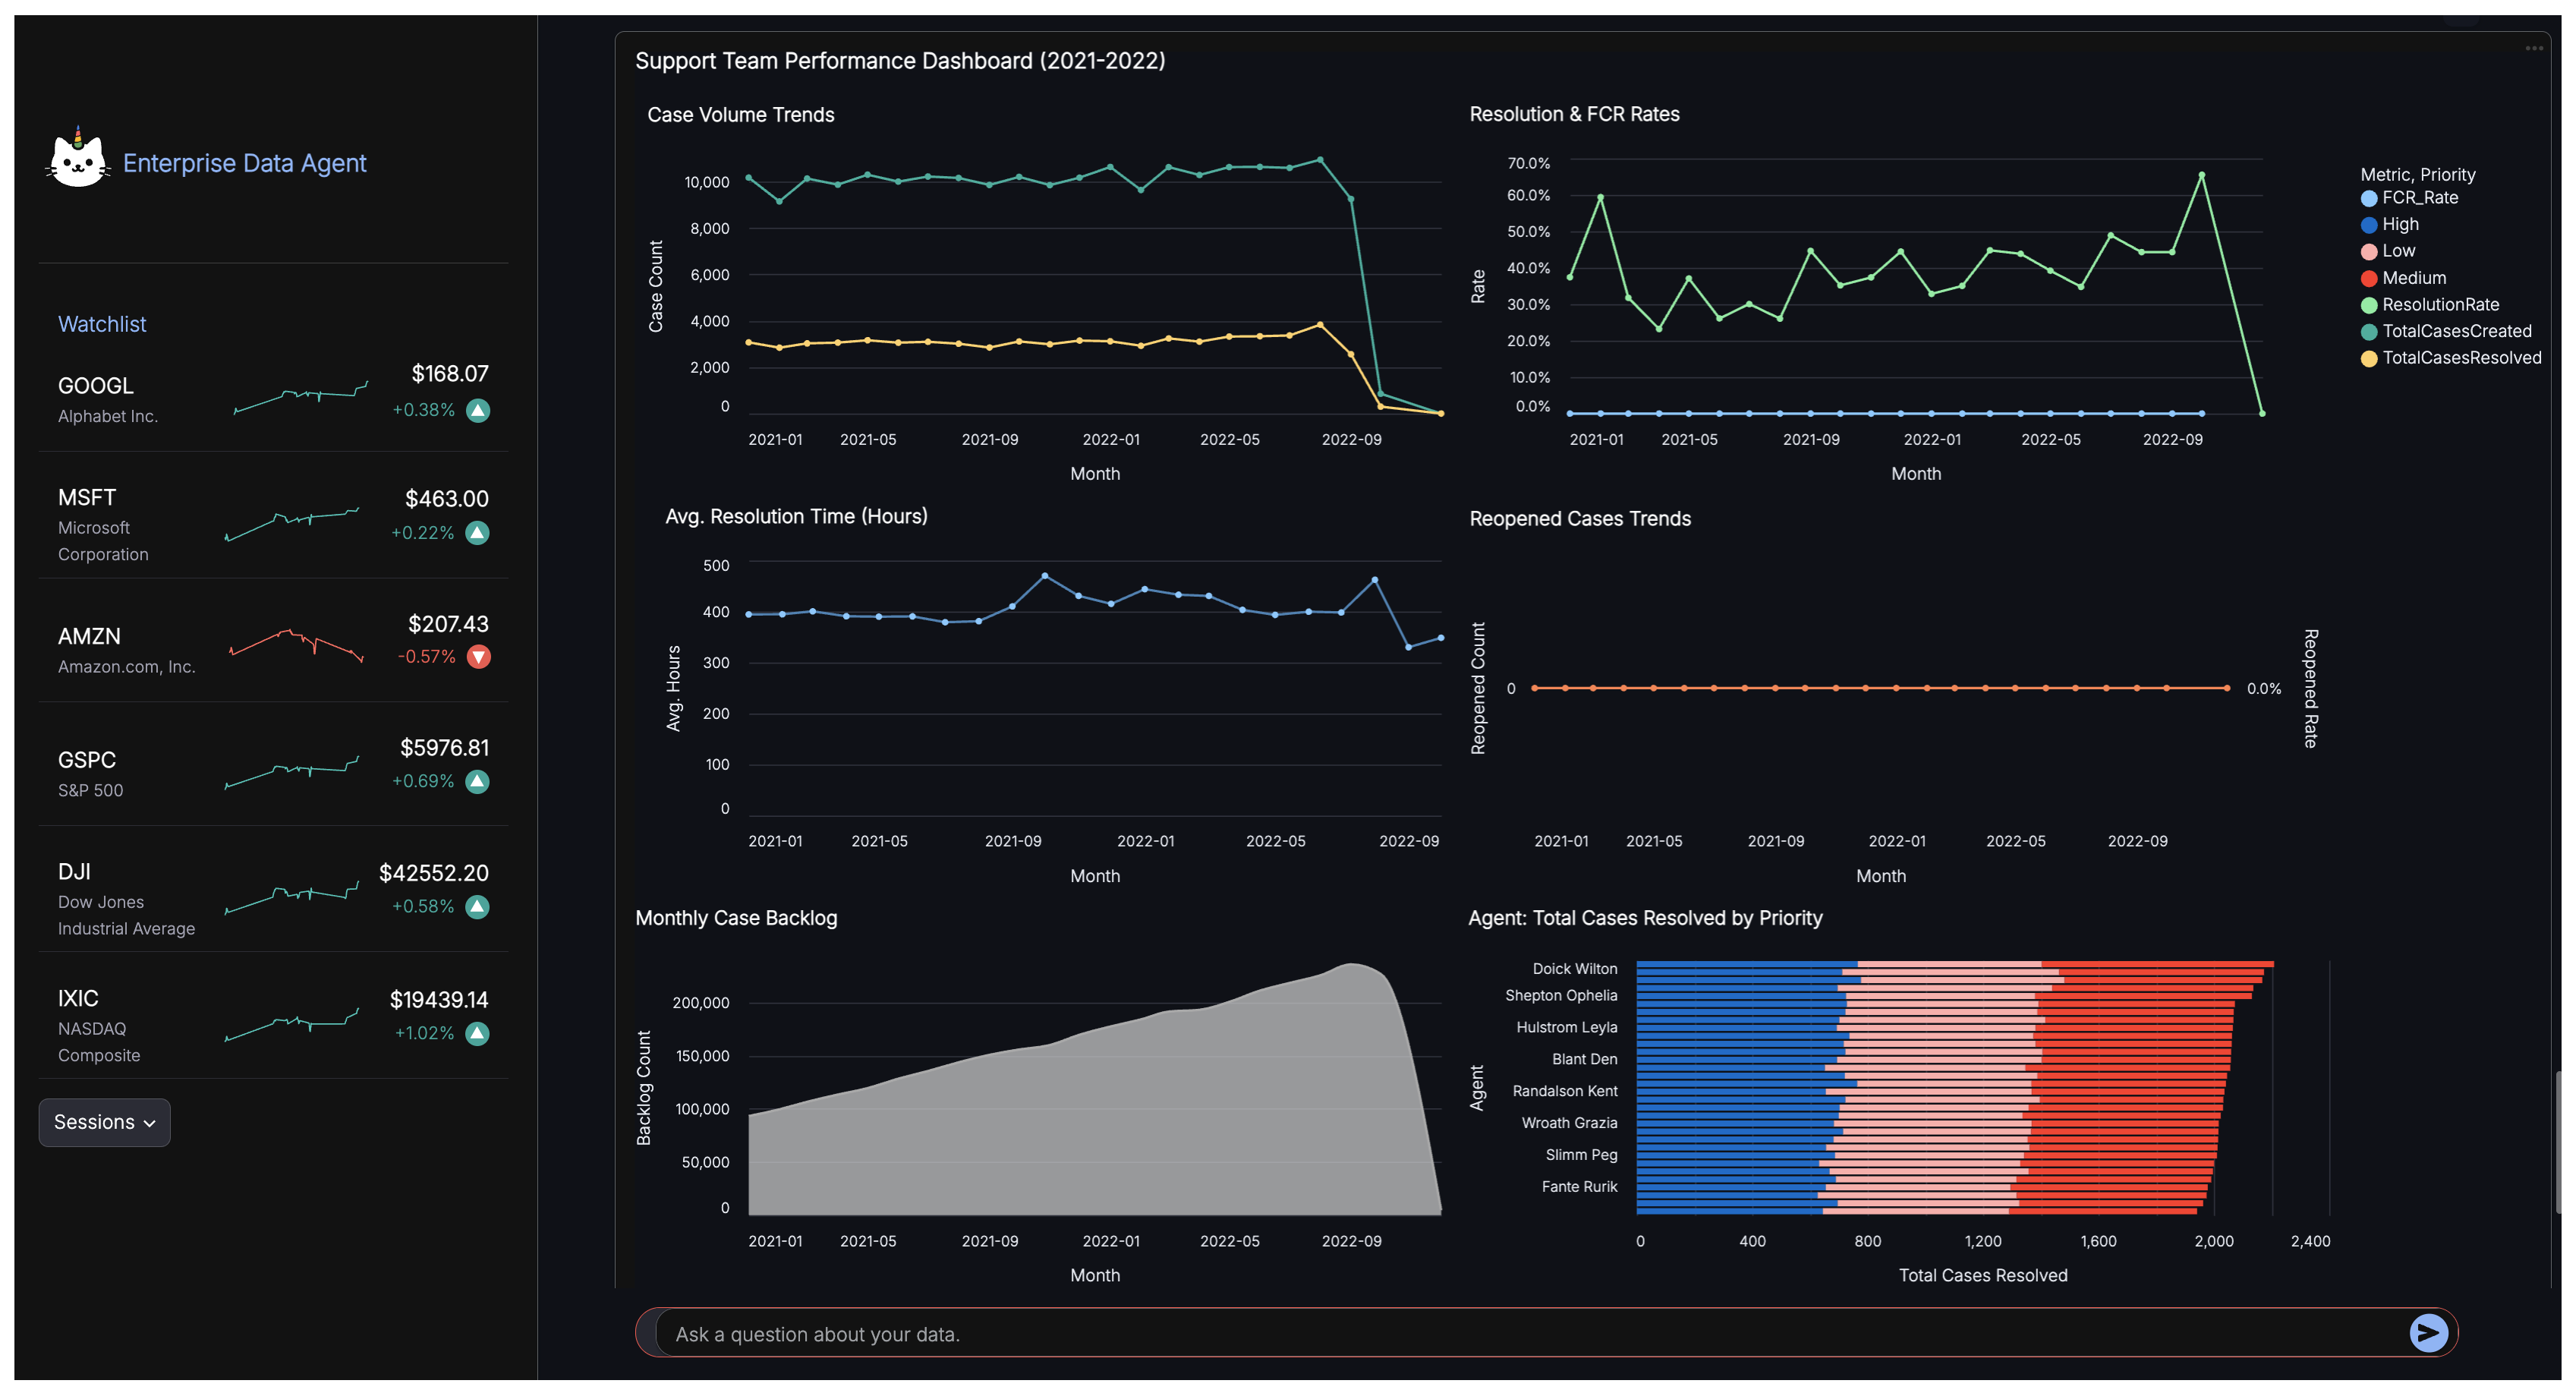 Enterprise Data Agent
Watchlist
GOOGL
Alphabet Inc.
$168.07
+0.38%
MSFT
Microsoft
Corporation
$463.00
+0.22%
AMZN
Amazon.com, Inc.
$207.43
-0.57%
GSPC
S&P 500
$5976.81
+0.69%
DJI
Dow Jones
Industrial Average
$42552.20
+0.58%
IXIC
NASDAQ
Composite
$19439.14
+1.02%
Sessions
Support Team Performance Dashboard (2021-2022)
Case Volume Trends
Case Count
10,000
8,000
6,000
4,000
2,000
0
2021-01 2021-05 2021-09 2022-01 2022-05 2022-09
Month
Resolution & FCR Rates
Rate
70.0%
60.0%
50.0%
40.0%
30.0%
20.0%
10.0%
0.0%
2021-01 2021-05 2021-09 2022-01 2022-05 2022-09
Month
Metric, Priority
FCR_Rate
High
Low
Medium
ResolutionRate
TotalCasesCreated
TotalCasesResolved
Avg. Resolution Time (Hours)
Avg. Hours
500
400
300
200
100
0
2021-01 2021-05 2021-09 2022-01 2022-05 2022-09
Month
Reopened Cases Trends
Reopened Count
0
0.0%
Reopened Rate
2021-01 2021-05 2021-09 2022-01 2022-05 2022-09
Month
Monthly Case Backlog
Backlog Count
200,000
150,000
100,000
50,000
0
2021-01 2021-05 2021-09 2022-01 2022-05 2022-09
Month
Agent: Total Cases Resolved by Priority
Agent
Doick Wilton
Shepton Ophelia
Hulstrom Leyla
Blant Den
Randalson Kent
Wroath Grazia
Slimm Peg
Fante Rurik
0 400 800 1,200 1,600 2,000 2,400
Total Cases Resolved
Ask a question about your data.